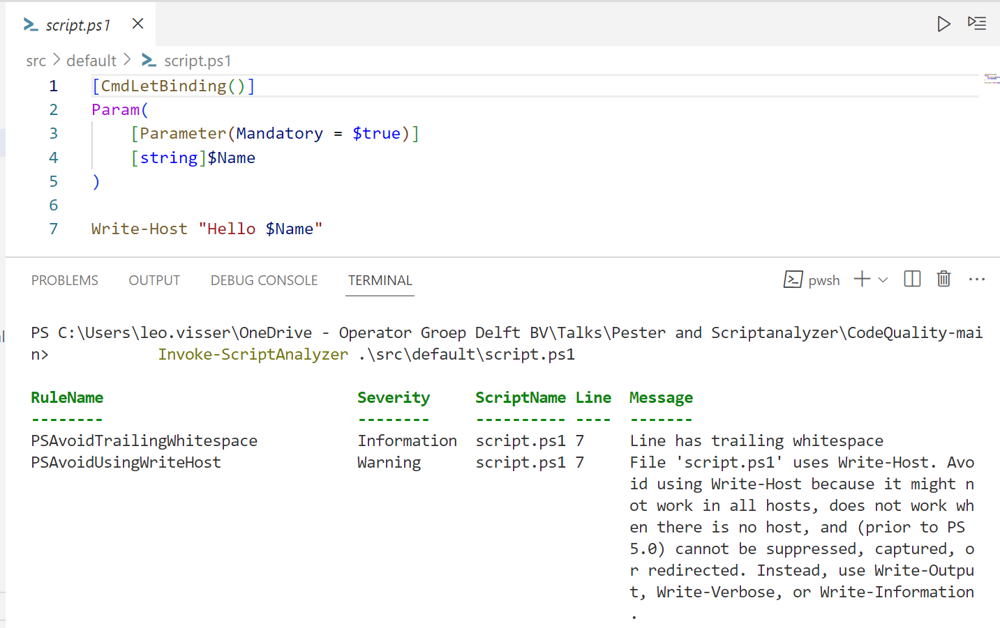 script.ps1
src > default > script.ps1
1 [CmdLetBinding()]
2 Param(
3     [Parameter(Mandatory = $true)]
4     [string]$Name
5 )
6
7 Write-Host "Hello $Name"
PROBLEMS OUTPUT DEBUG CONSOLE TERMINAL pwsh
PS C:\Users\leo.visser\OneDrive - Operator Groep Delft BV\Talks\Pester and Scriptanalyzer\CodeQuality-mai
n> Invoke-ScriptAnalyzer .\src\default\script.ps1
RuleName Severity ScriptName Line Message
-------- -------- ---------- ---- -------
PSAvoidTrailingWhitespace Information script.ps1 7 Line has trailing whitespace
PSAvoidUsingWriteHost Warning script.ps1 7 File 'script.ps1' uses Write-Host. Avo
id using Write-Host because it might n
ot work in all hosts, does not work wh
en there is no host, and (prior to PS
5.0) cannot be suppressed, captured, o
r redirected. Instead, use Write-Outpu
t, Write-Verbose, or Write-Information
.